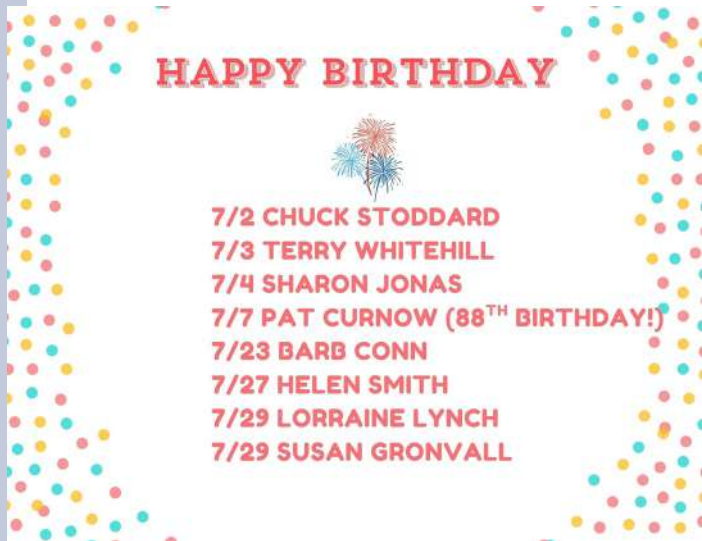 HAPPY BIRTHDAY
7/2 CHUCK STODDARD
7/3 TERRY WHITEHILL
7/4 SHARON JONAS
7/7 PAT CURNOW (88TH BIRTHDAY!)
7/23 BARB CONN
7/27 HELEN SMITH
7/29 LORRAINE LYNCH
7/29 SUSAN GRONVALL